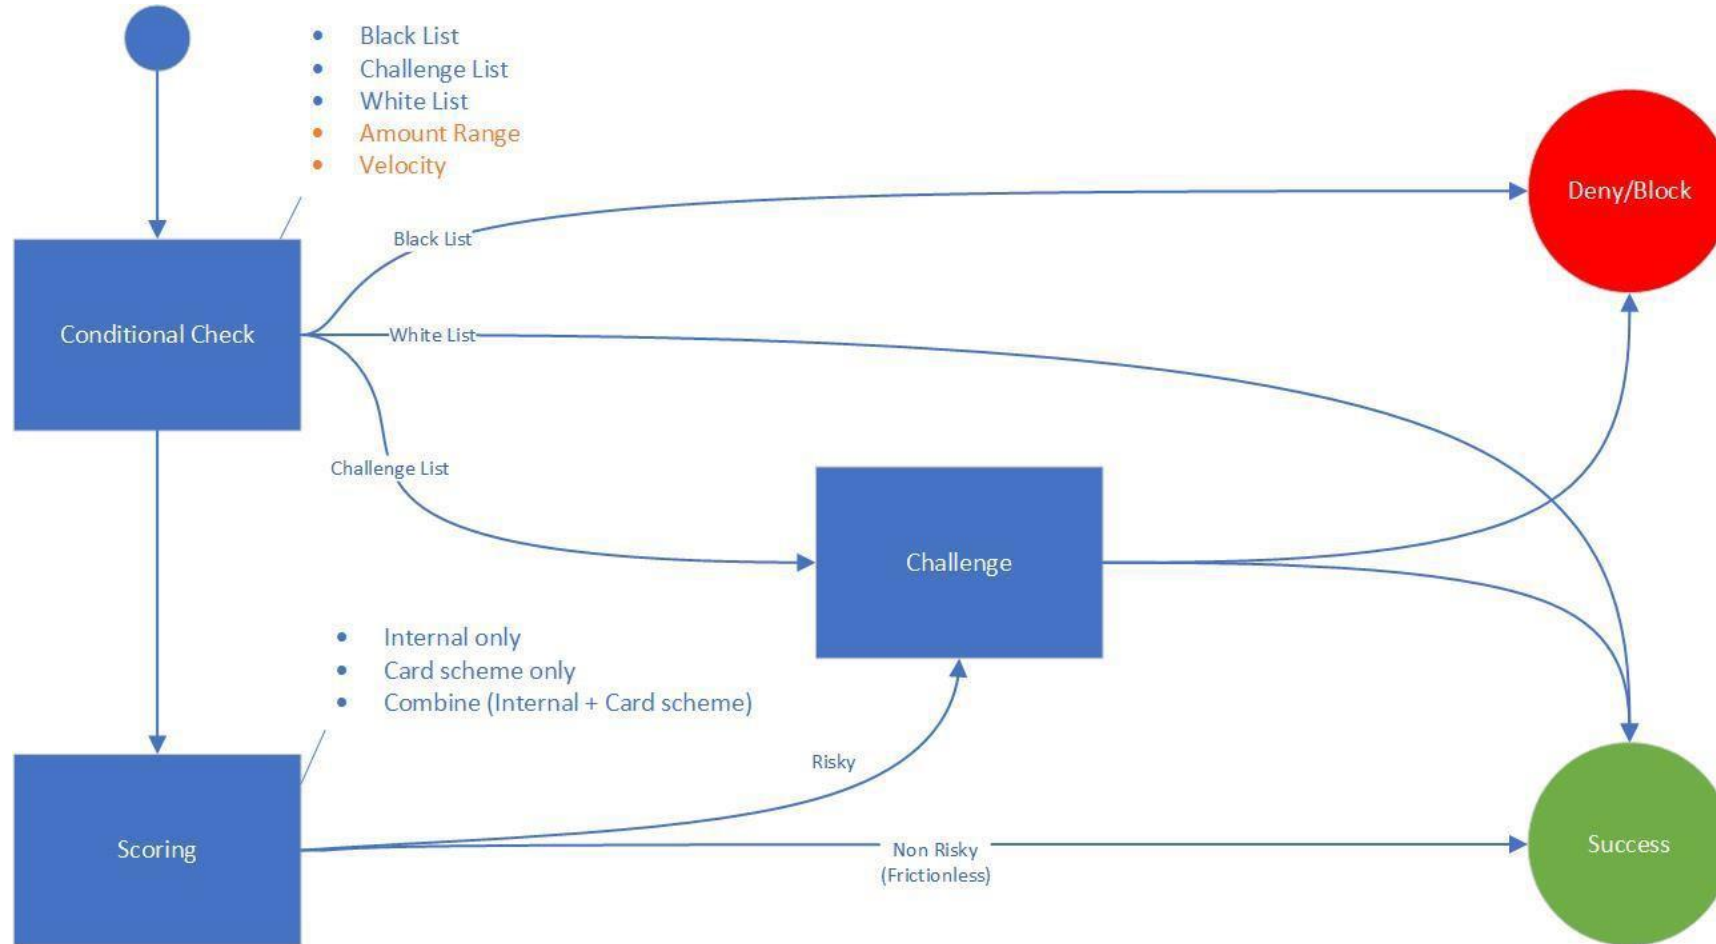 Black List
Challenge List
White List
Amount Range
Velocity
Deny/Block
Black List
Conditional Check
White List
Challenge List
Challenge
Internal only
Card scheme only
Combine (Internal + Card scheme)
Risky
Scoring
Non Risky
(Frictionless)
Success